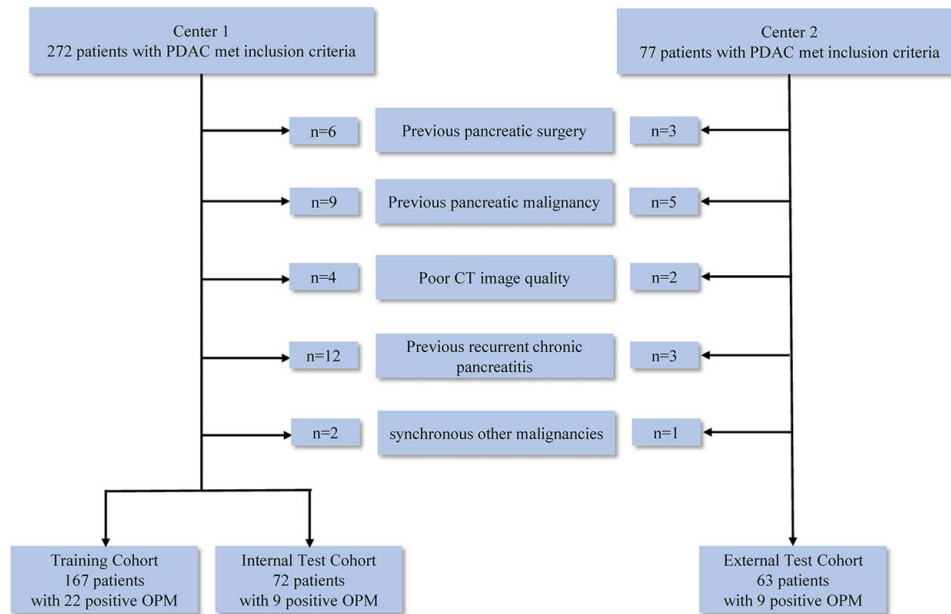 Center 1
272 patients with PDAC met inclusion criteria
Center 2
77 patients with PDAC met inclusion criteria
n=6
Previous pancreatic surgery
n=3
n=9
Previous pancreatic malignancy
n=5
n=4
Poor CT image quality
n=2
n=12
Previous recurrent chronic
pancreatitis
n=3
n=2
synchronous other malignancies
n=1
Training Cohort
167 patients
with 22 positive OPM
Internal Test Cohort
72 patients
with 9 positive OPM
External Test Cohort
63 patients
with 9 positive OPM